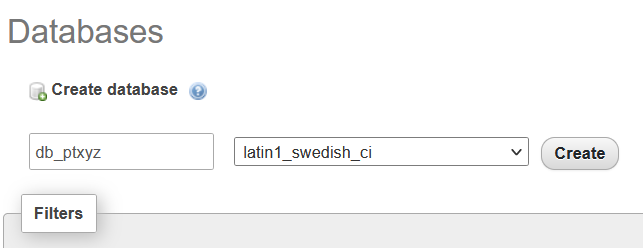 Databases
Create database
db_ptxyz latin1_swedish_ci Create
Filters